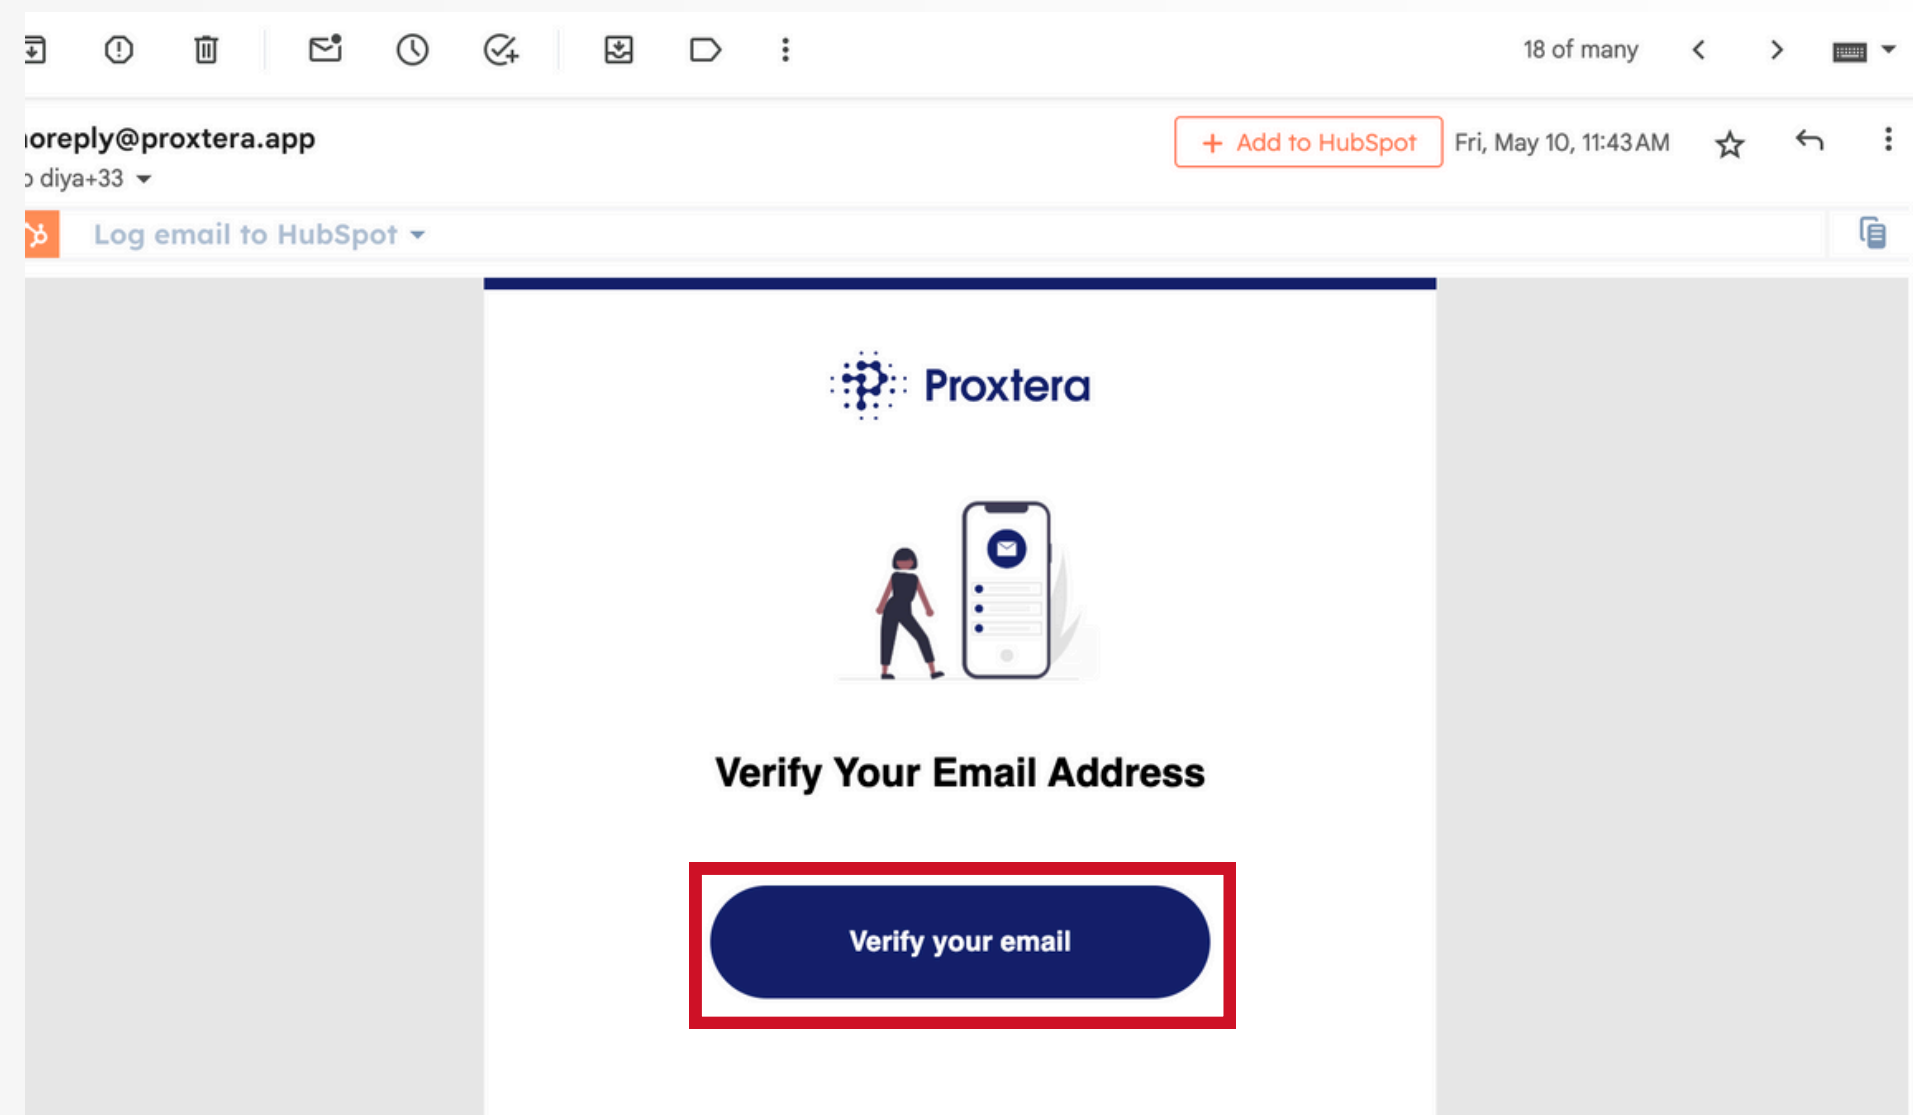 18 of many
oreply@proxtera.app
+ Add to HubSpot
Fri, May 10, 11:43 AM
diya+33
Log email to HubSpot
Proxtera
Verify Your Email Address
Verify your email